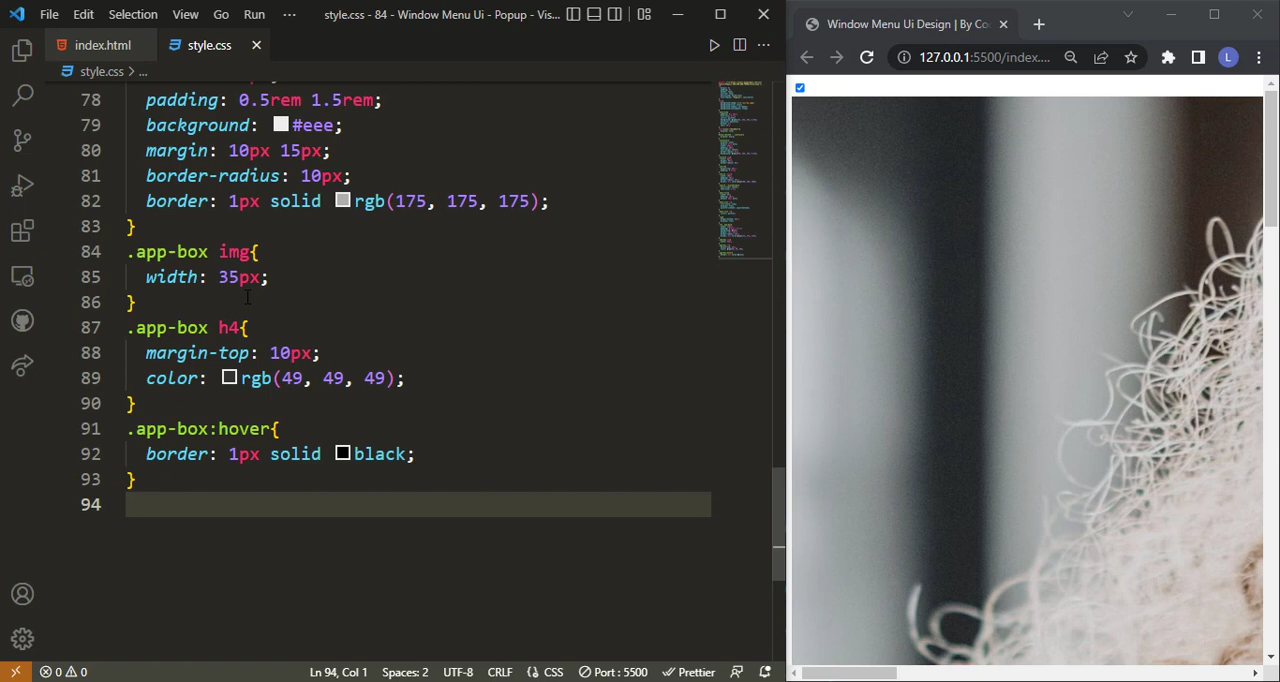 File Edit Selection View Go Run ··· style.css - 84 - Window Menu Ui - Popup - Vis...
index.html style.css
style.css > ...
78 padding: 0.5rem 1.5rem;
79 background: #eee;
80 margin: 10px 15px;
81 border-radius: 10px;
82 border: 1px solid rgb(175, 175, 175);
83 }
84 .app-box img{
85 width: 35px;
86 }
87 .app-box h4{
88 margin-top: 10px;
89 color: rgb(49, 49, 49);
90 }
91 .app-box:hover{
92 border: 1px solid black;
93 }
94
0 0 Ln 94, Col 1 Spaces: 2 UTF-8 CRLF {} CSS Port : 5500 Prettier
Window Menu Ui Design | By Co
127.0.0.1:5500/index.... L